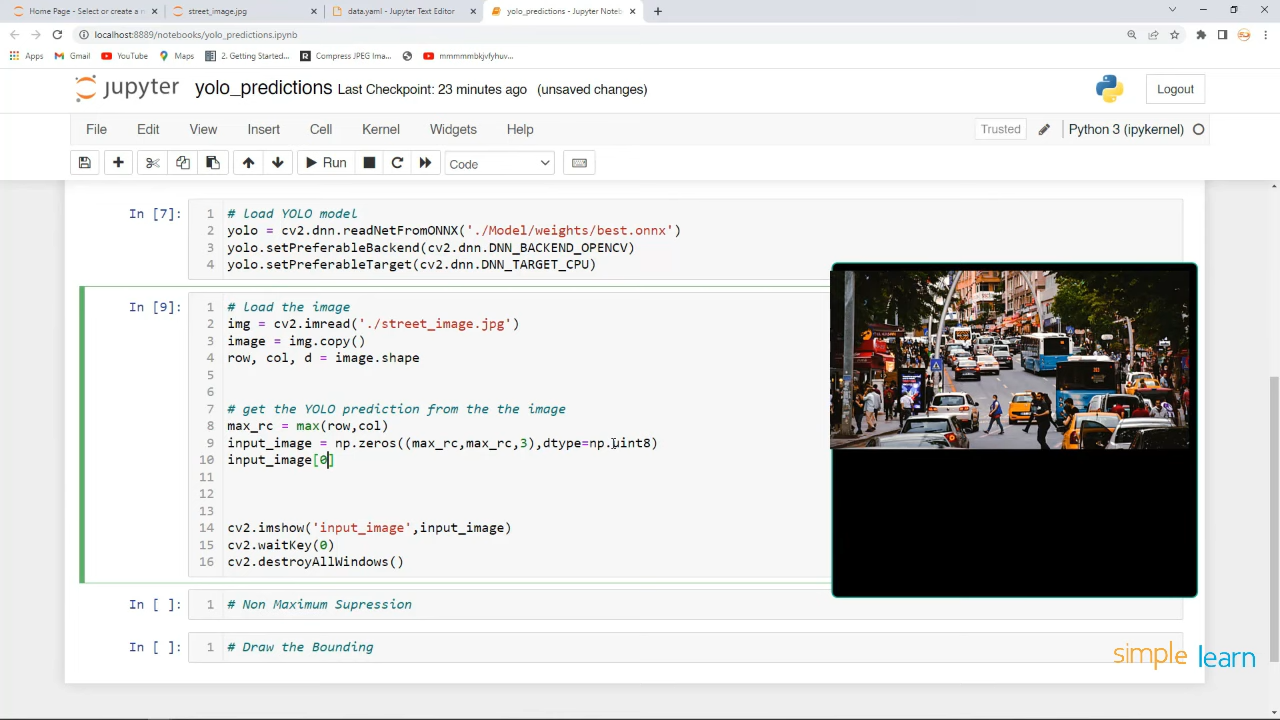 Home Page - Select or create a n
street_image.jpg
data.yaml - Jupyter Text Editor
yolo_predictions - Jupyter Noteb
localhost:8889/notebooks/yolo_predictions.ipynb
Apps
Gmail
YouTube
Maps
2. Getting Started...
Compress JPEG Ima...
mmmmmmbkjvfyhuv...
jupyter yolo_predictions Last Checkpoint: 23 minutes ago (unsaved changes)
Logout
File Edit View Insert Cell Kernel Widgets Help
Trusted
Python 3 (ipykernel)
Run
Code
In [7]:
1 # load YOLO model
2 yolo = cv2.dnn.readNetFromONNX('./Model/weights/best.onnx')
3 yolo.setPreferableBackend(cv2.dnn.DNN_BACKEND_OPENCV)
4 yolo.setPreferableTarget(cv2.dnn.DNN_TARGET_CPU)
In [9]:
1 # load the image
2 img = cv2.imread('./street_image.jpg')
3 image = img.copy()
4 row, col, d = image.shape
5
6
7 # get the YOLO prediction from the the image
8 max_rc = max(row,col)
9 input_image = np.zeros((max_rc,max_rc,3),dtype=np.uint8)
10 input_image[0]
11
12
13
14 cv2.imshow('input_image',input_image)
15 cv2.waitKey(0)
16 cv2.destroyAllWindows()
In [ ]:
1 # Non Maximum Supression
In [ ]:
1 # Draw the Bounding
simplelearn